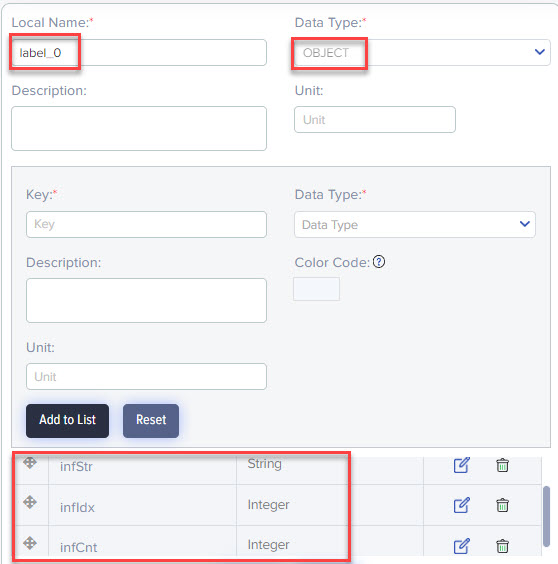 Local Name:* Data Type:*
label_0 OBJECT
Description: Unit:
Unit
Key:* Data Type:*
Key Data Type
Description: Color Code: ?
Unit:
Unit
Add to List Reset
infStr String
infIdx Integer
infCnt Integer